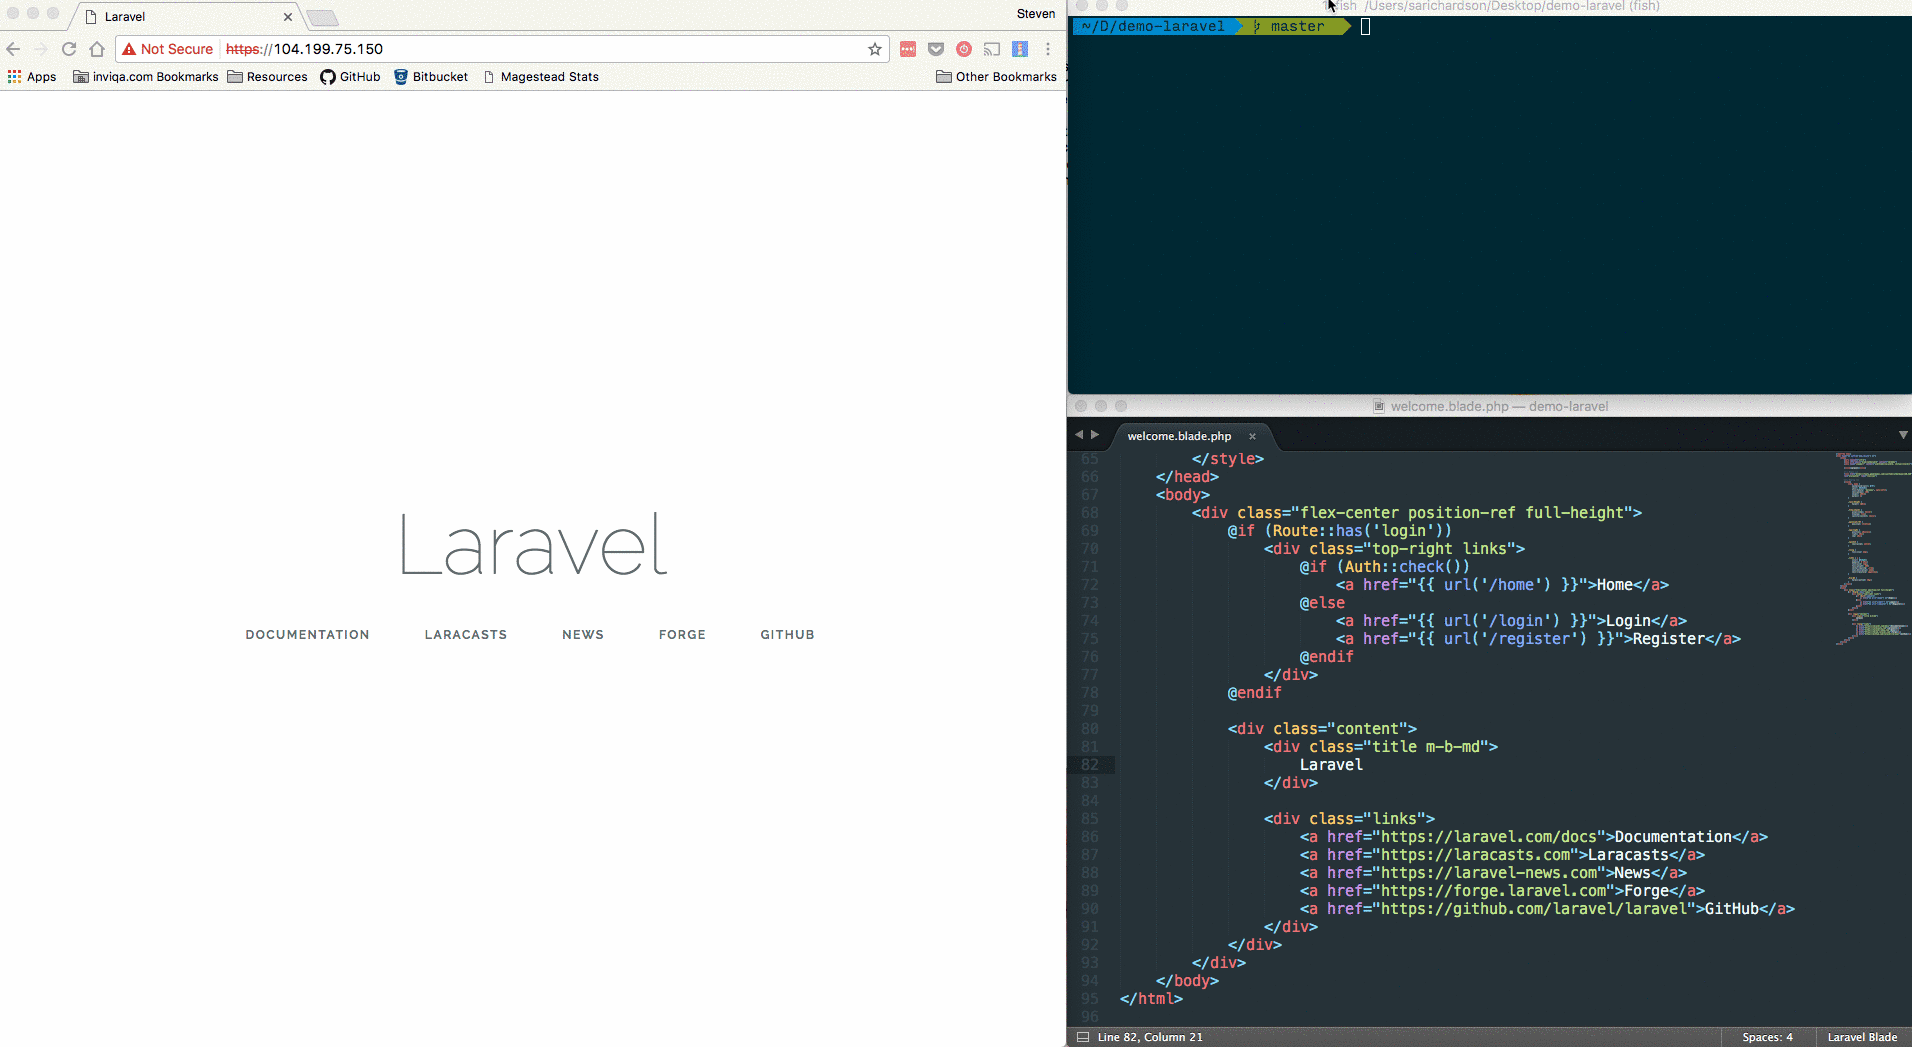 Laravel
Steven
Not Secure https://104.199.75.150
Apps inviqa.com Bookmarks Resources GitHub Bitbucket Magestead Stats Other Bookmarks
Laravel
DOCUMENTATION LARACASTS NEWS FORGE GITHUB
fish /Users/sarichardson/Desktop/demo-laravel (fish)
~/D/demo-laravel master
welcome.blade.php — demo-laravel
welcome.blade.php
65 </style>
66 </head>
67 <body>
68 <div class="flex-center position-ref full-height">
69 @if (Route::has('login'))
70 <div class="top-right links">
71 @if (Auth::check())
72 <a href="{{ url('/home') }}">Home</a>
73 @else
74 <a href="{{ url('/login') }}">Login</a>
75 <a href="{{ url('/register') }}">Register</a>
76 @endif
77 </div>
78 @endif
79
80 <div class="content">
81 <div class="title m-b-md">
82 Laravel
83 </div>
84
85 <div class="links">
86 <a href="https://laravel.com/docs">Documentation</a>
87 <a href="https://laracasts.com">Laracasts</a>
88 <a href="https://laravel-news.com">News</a>
89 <a href="https://forge.laravel.com">Forge</a>
90 <a href="https://github.com/laravel/laravel">GitHub</a>
91 </div>
92 </div>
93 </div>
94 </body>
95 </html>
96
Line 82, Column 21
Spaces: 4
Laravel Blade